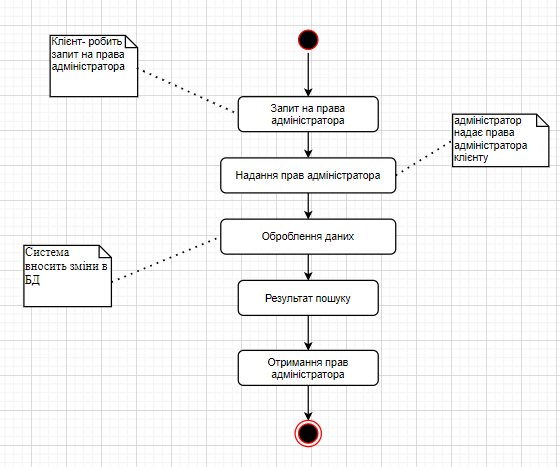 Клієнт- робить
запит на права
адміністратора
Запит на права
адміністратора
адміністратор
надає права
адміністратора
клієнту
Надання прав адміністратора
Оброблення даних
Система
вносить зміни в
БД
Результат пошуку
Отримання прав
адміністратора